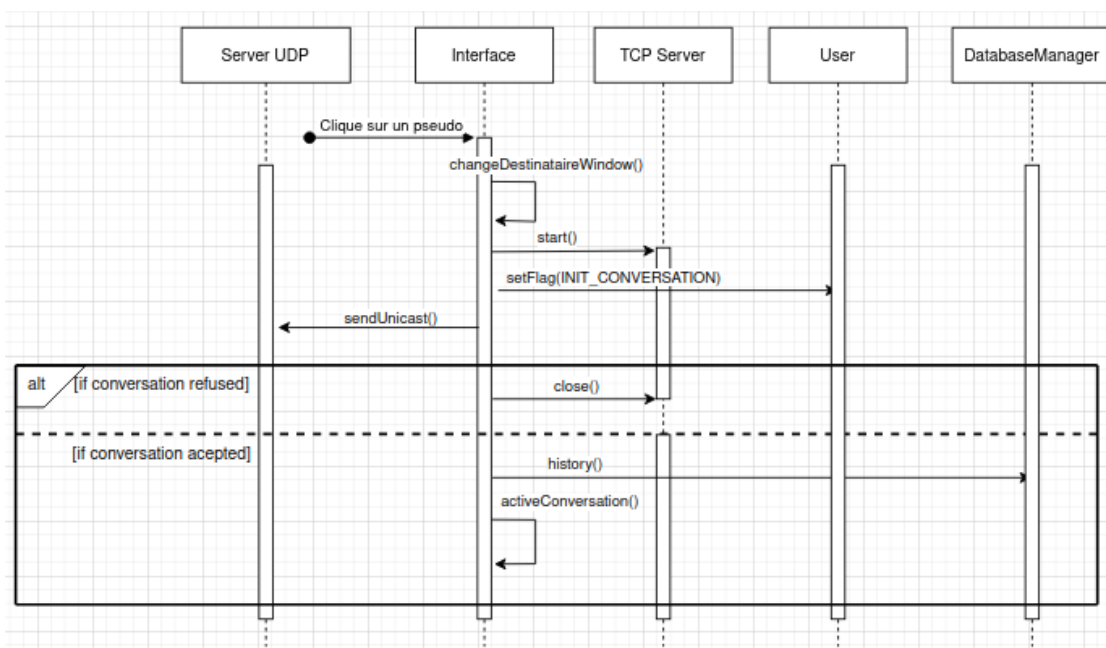 Server UDP
Interface
TCP Server
User
DatabaseManager
Clique sur un pseudo
changeDestinataireWindow()
start()
setFlag(INIT_CONVERSATION)
sendUnicast()
alt
[if conversation refused]
close()
[if conversation acepted]
history()
activeConversation()